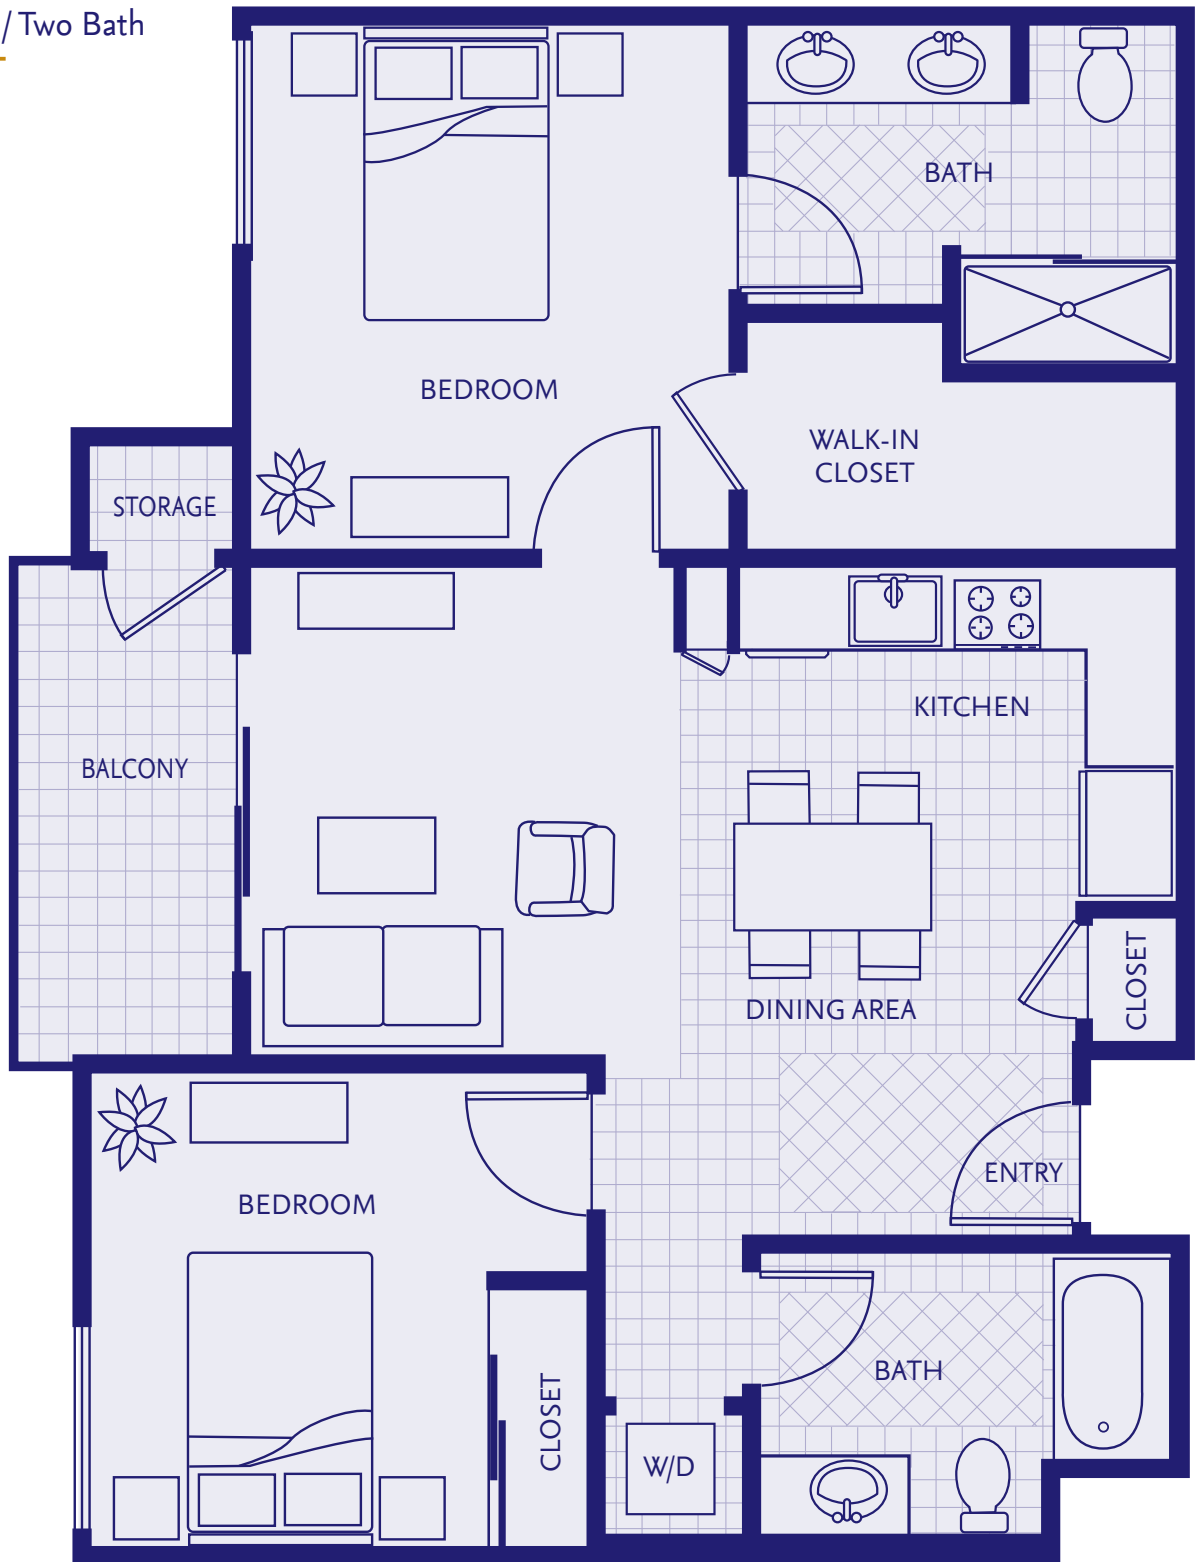 / Two Bath
BATH
BEDROOM
WALK-IN
CLOSET
STORAGE
KITCHEN
BALCONY
CLOSET
DINING AREA
ENTRY
BEDROOM
BATH
CLOSET
W/D